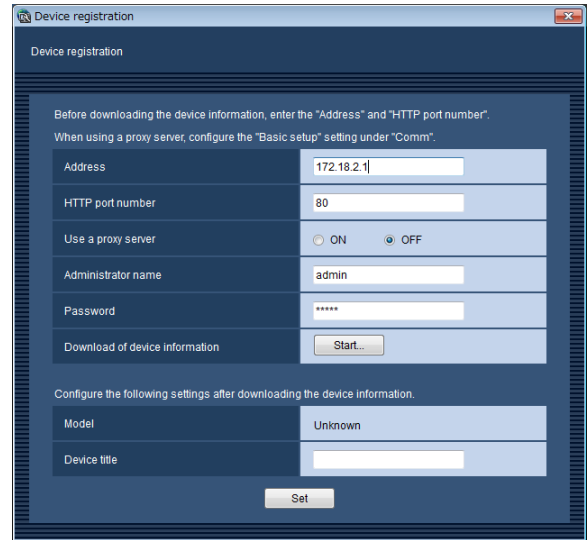 Device registration
Device registration
Before downloading the device information, enter the "Address" and "HTTP port number".
When using a proxy server, configure the "Basic setup" setting under "Comm".
Address 172.18.2.1
HTTP port number 80
Use a proxy server ON OFF
Administrator name admin
Password *****
Download of device information Start...
Configure the following settings after downloading the device information.
Model Unknown
Device title
Set